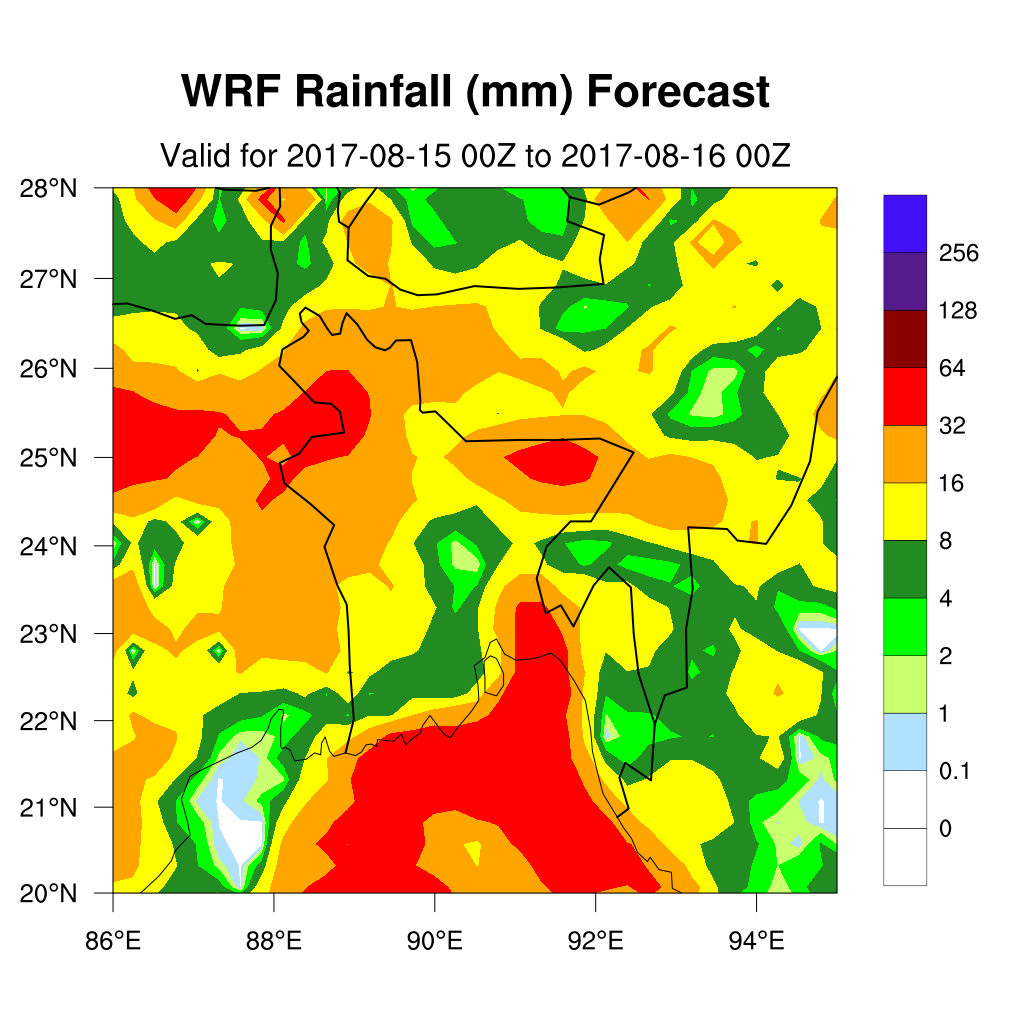 WRF Rainfall (mm) Forecast
Valid for 2017-08-15 00Z to 2017-08-16 00Z
28°N
27°N
26°N
25°N
24°N
23°N
22°N
21°N
20°N
86°E 88°E 90°E 92°E 94°E
256
128
64
32
16
8
4
2
1
0.1
0